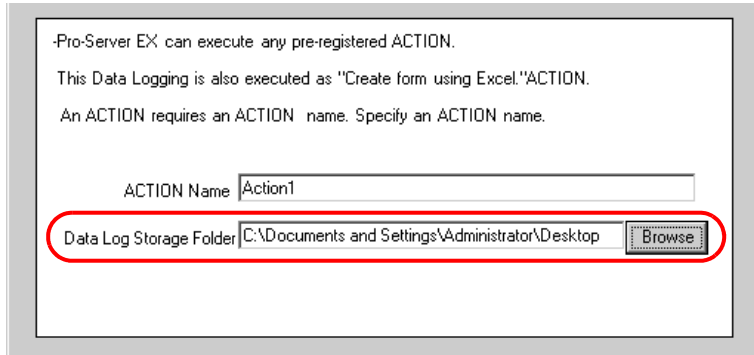 -Pro-Server EX can execute any pre-registered ACTION.
This Data Logging is also executed as "Create form using Excel."ACTION.
An ACTION requires an ACTION name. Specify an ACTION name.
ACTION Name Action1
Data Log Storage Folder C:\Documents and Settings\Administrator\Desktop Browse